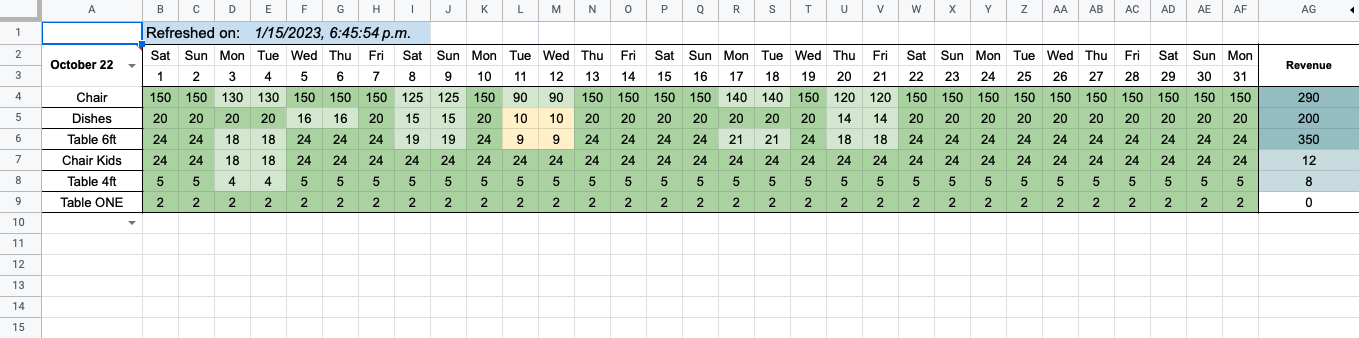 A B C D E F G H I J K L M N O P Q R S T U V W X Y Z AA AB AC AD AE AF AG
1 Refreshed on: 1/15/2023, 6:45:54 p.m.
2 October 22 Sat Sun Mon Tue Wed Thu Fri Sat Sun Mon Tue Wed Thu Fri Sat Sun Mon Tue Wed Thu Fri Sat Sun Mon Tue Wed Thu Fri Sat Sun Mon Revenue
3 1 2 3 4 5 6 7 8 9 10 11 12 13 14 15 16 17 18 19 20 21 22 23 24 25 26 27 28 29 30 31
4 Chair 150 150 130 130 150 150 150 125 125 150 90 90 150 150 150 150 140 140 150 120 120 150 150 150 150 150 150 150 150 150 150 290
5 Dishes 20 20 20 20 16 16 20 15 15 20 10 10 20 20 20 20 20 20 20 14 14 20 20 20 20 20 20 20 20 20 20 200
6 Table 6ft 24 24 18 18 24 24 24 19 19 24 9 9 24 24 24 24 21 21 24 18 18 24 24 24 24 24 24 24 24 24 24 350
7 Chair Kids 24 24 18 18 24 24 24 24 24 24 24 24 24 24 24 24 24 24 24 24 24 24 24 24 24 24 24 24 24 24 24 12
8 Table 4ft 5 5 4 4 5 5 5 5 5 5 5 5 5 5 5 5 5 5 5 5 5 5 5 5 5 5 5 5 5 5 5 8
9 Table ONE 2 2 2 2 2 2 2 2 2 2 2 2 2 2 2 2 2 2 2 2 2 2 2 2 2 2 2 2 2 2 2 0
10
11
12
13
14
15